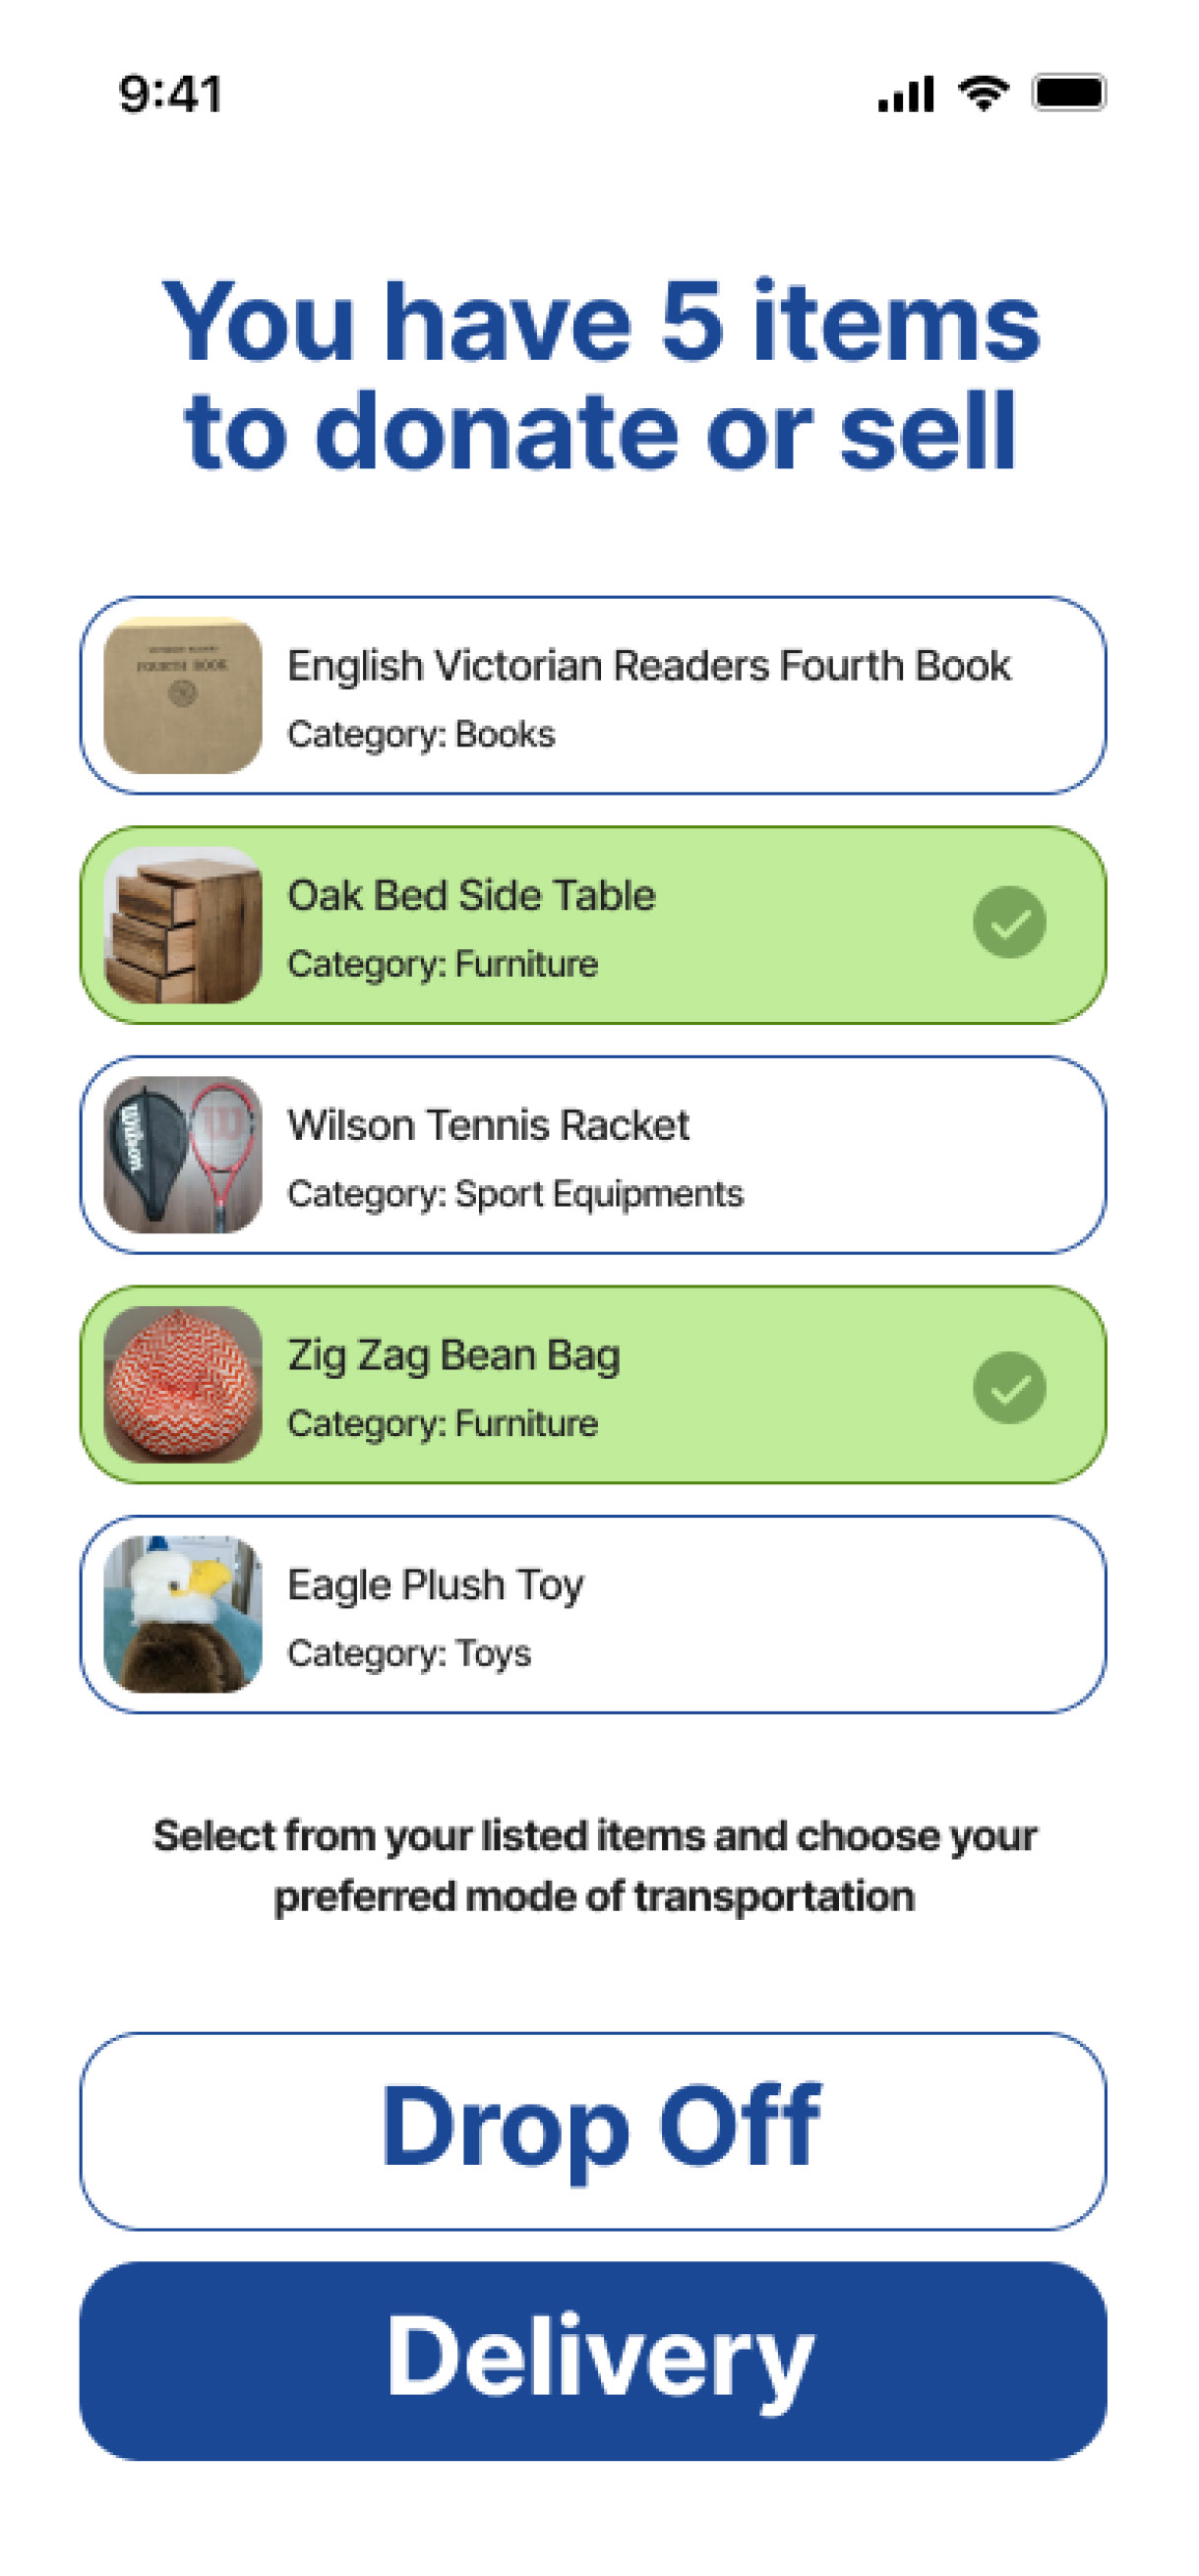 9:41
You have 5 items
to donate or sell
FOURTH BOOK
English Victorian Readers Fourth Book
Category: Books
Oak Bed Side Table
Category: Furniture
Wilson
Wilson Tennis Racket
Category: Sport Equipments
Zig Zag Bean Bag
Category: Furniture
Eagle Plush Toy
Category: Toys
Select from your listed items and choose your
preferred mode of transportation
Drop Off
Delivery